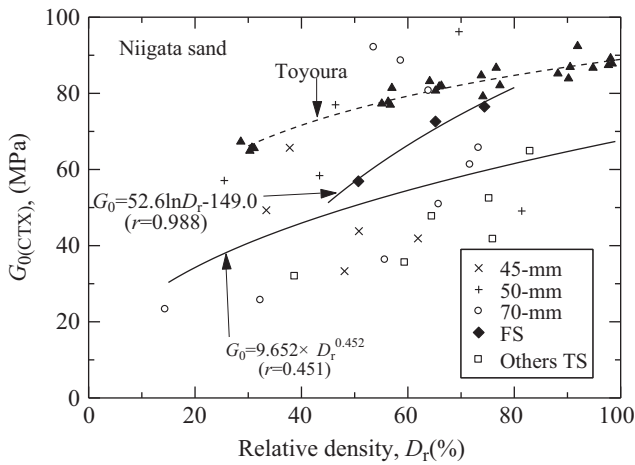 100
80
60
40
20
0
G0(CTX), (MPa)
Niigata sand
Toyoura
G0=52.6lnDr-149.0
(r=0.988)
G0=9.652× Dr^0.452
(r=0.451)
45-mm
50-mm
70-mm
FS
Others TS
0 20 40 60 80 100
Relative density, Dr(%)